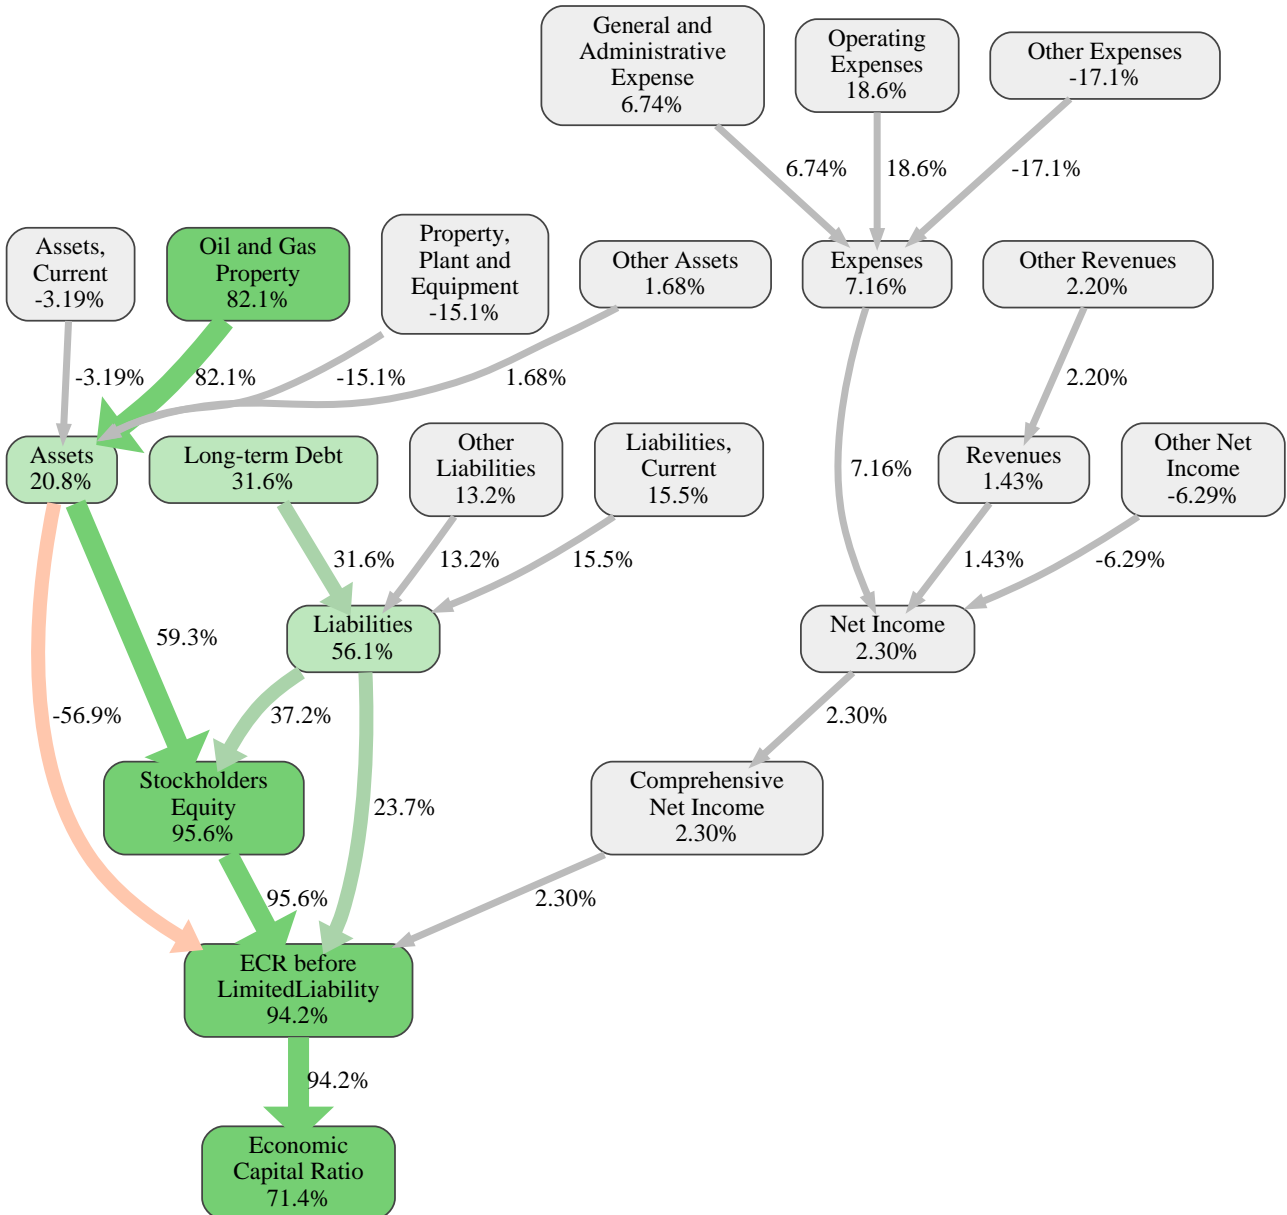 General and
Administrative
Expense
6.74%
Operating
Expenses
18.6%
Other Expenses
-17.1%
6.74%
18.6%
-17.1%
Assets,
Current
-3.19%
Oil and Gas
Property
82.1%
Property,
Plant and
Equipment
-15.1%
Other Assets
1.68%
Expenses
7.16%
Other Revenues
2.20%
-3.19%
82.1%
-15.1%
1.68%
2.20%
Assets
20.8%
Long-term Debt
31.6%
Other
Liabilities
13.2%
Liabilities,
Current
15.5%
7.16%
Revenues
1.43%
Other Net
Income
-6.29%
31.6%
13.2%
15.5%
1.43%
-6.29%
59.3%
Liabilities
56.1%
Net Income
2.30%
-56.9%
37.2%
2.30%
Stockholders
Equity
95.6%
23.7%
Comprehensive
Net Income
2.30%
95.6%
2.30%
ECR before
LimitedLiability
94.2%
94.2%
Economic
Capital Ratio
71.4%